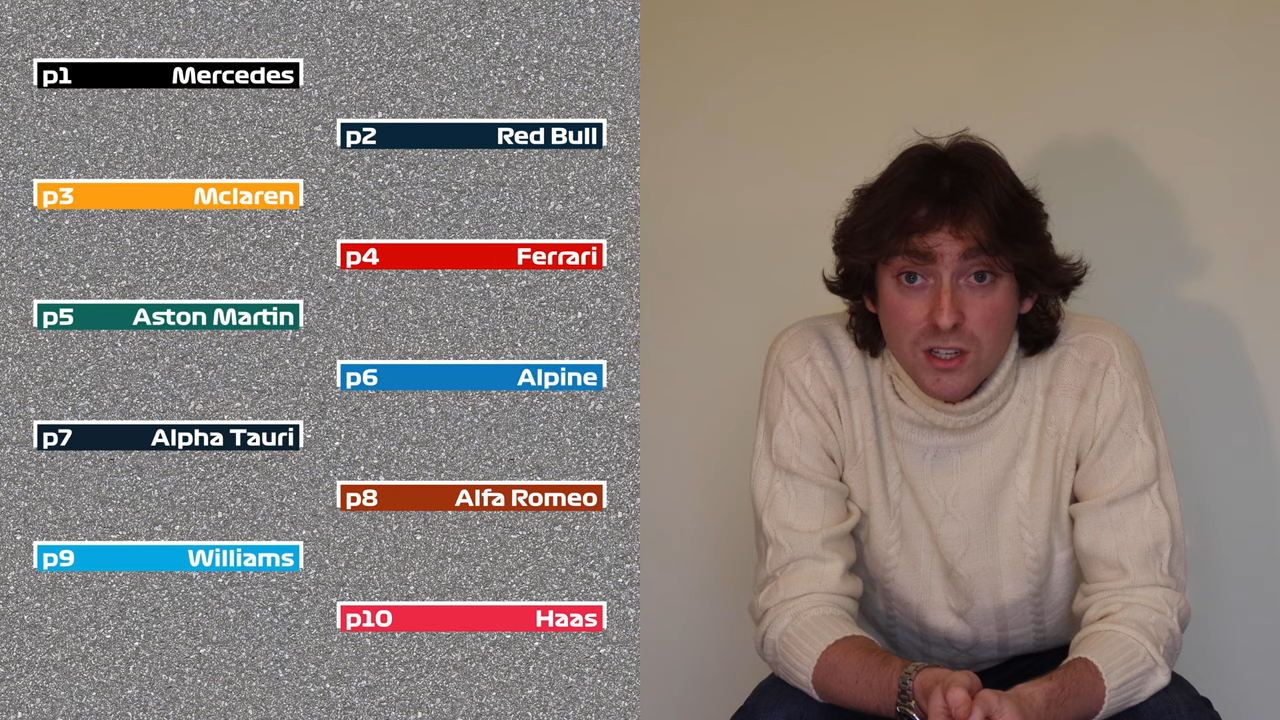 p1 Mercedes
p2 Red Bull
p3 Mclaren
p4 Ferrari
p5 Aston Martin
p6 Alpine
p7 Alpha Tauri
p8 Alfa Romeo
p9 Williams
p10 Haas